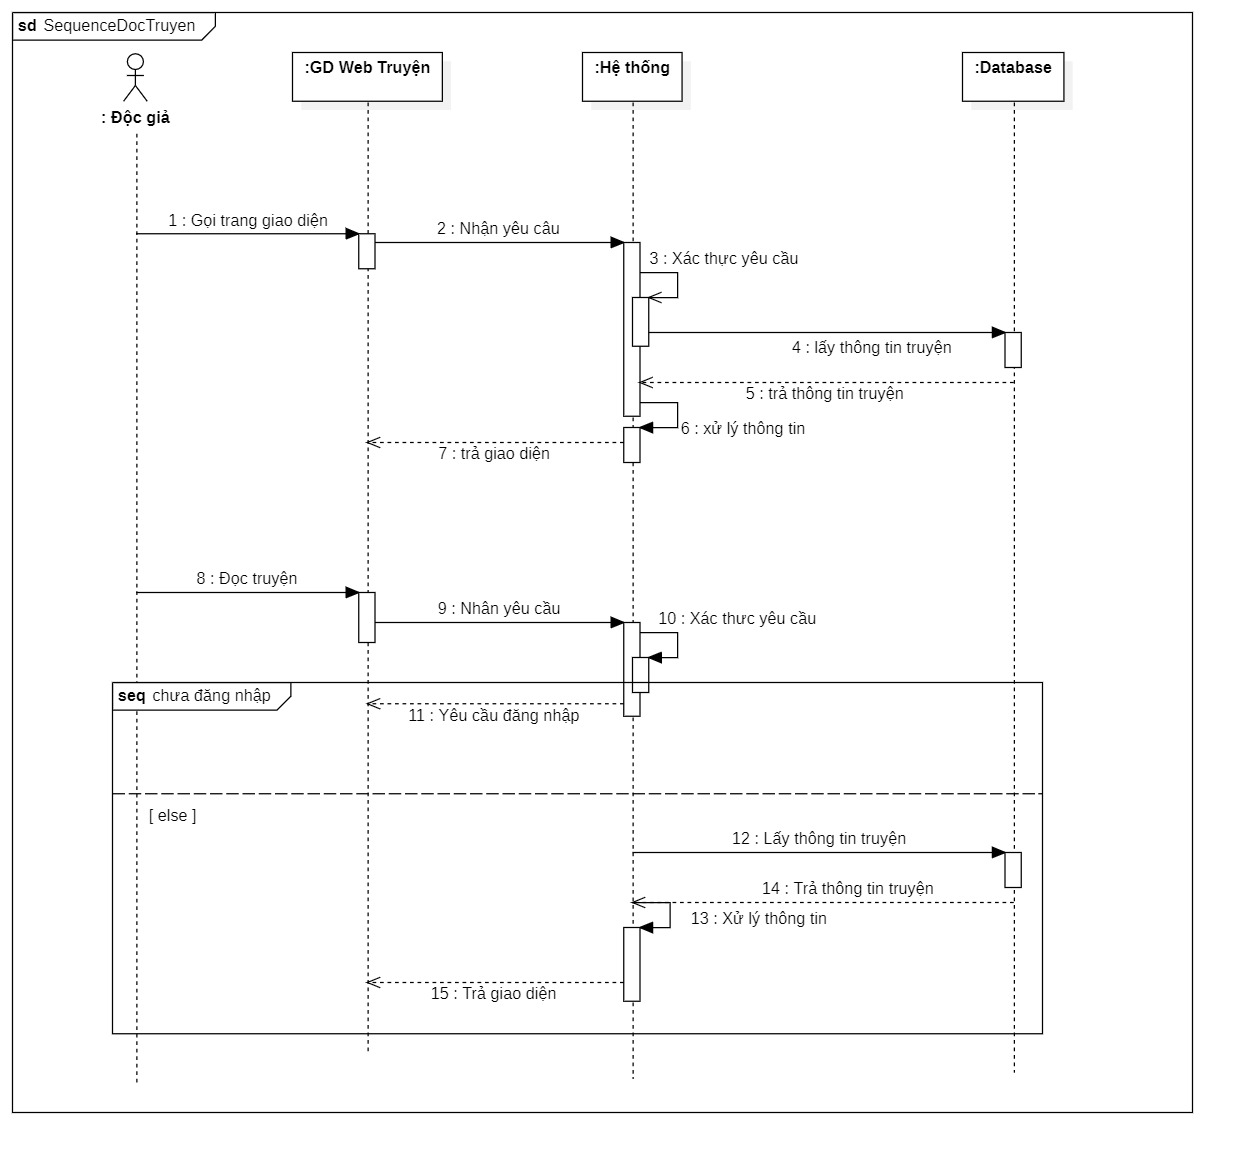 sd SequenceDocTruyen
:GD Web Truyện
:Hệ thống
:Database
: Độc giả
1 : Gọi trang giao diện
2 : Nhận yêu câu
3 : Xác thực yêu cầu
4 : lấy thông tin truyện
5 : trả thông tin truyện
6 : xử lý thông tin
7 : trả giao diện
8 : Đọc truyện
9 : Nhân yêu cầu
10 : Xác thưc yêu cầu
seq chưa đăng nhập
11 : Yêu cầu đăng nhập
[ else ]
12 : Lấy thông tin truyện
14 : Trả thông tin truyện
13 : Xử lý thông tin
15 : Trả giao diện